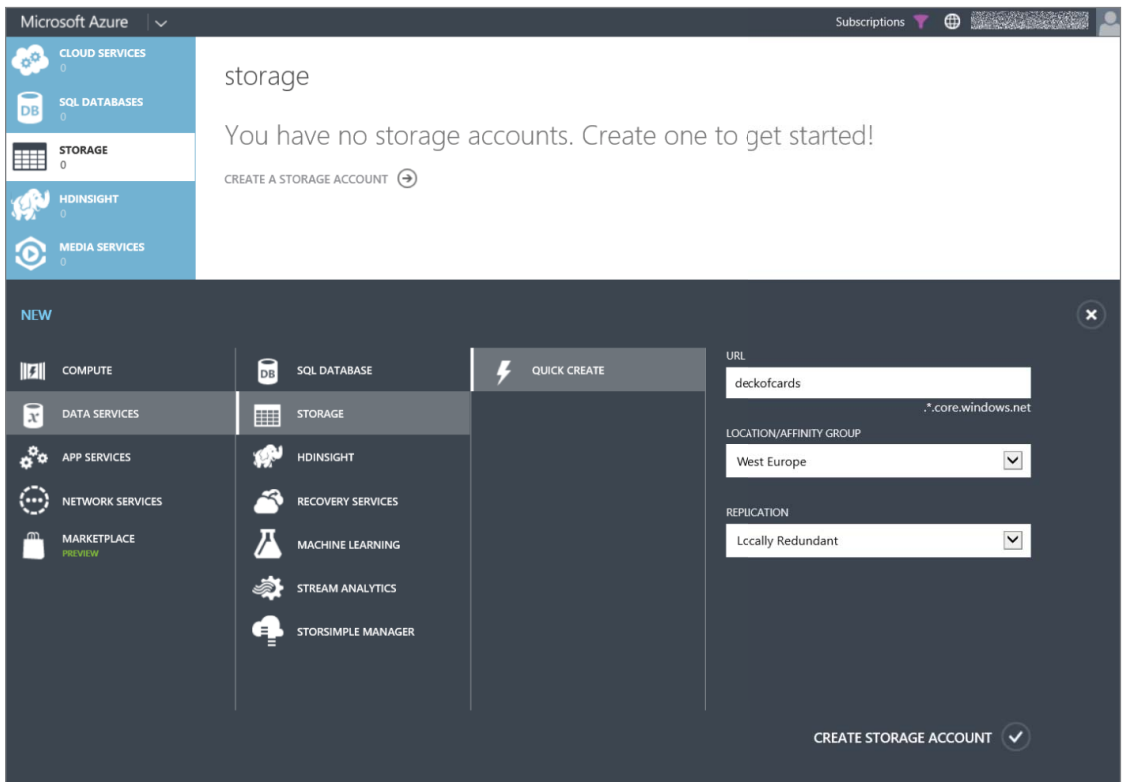 Microsoft Azure
Subscriptions
CLOUD SERVICES
0
SQL DATABASES
0
STORAGE
0
HDINSIGHT
0
MEDIA SERVICES
0
storage
You have no storage accounts. Create one to get started!
CREATE A STORAGE ACCOUNT
NEW
COMPUTE
DATA SERVICES
APP SERVICES
NETWORK SERVICES
MARKETPLACE
PREVIEW
DB
SQL DATABASE
STORAGE
HDINSIGHT
RECOVERY SERVICES
MACHINE LEARNING
STREAM ANALYTICS
STORSIMPLE MANAGER
QUICK CREATE
URL
deckofcards
.*.core.windows.net
LOCATION/AFFINITY GROUP
West Europe
REPLICATION
Locally Redundant
CREATE STORAGE ACCOUNT